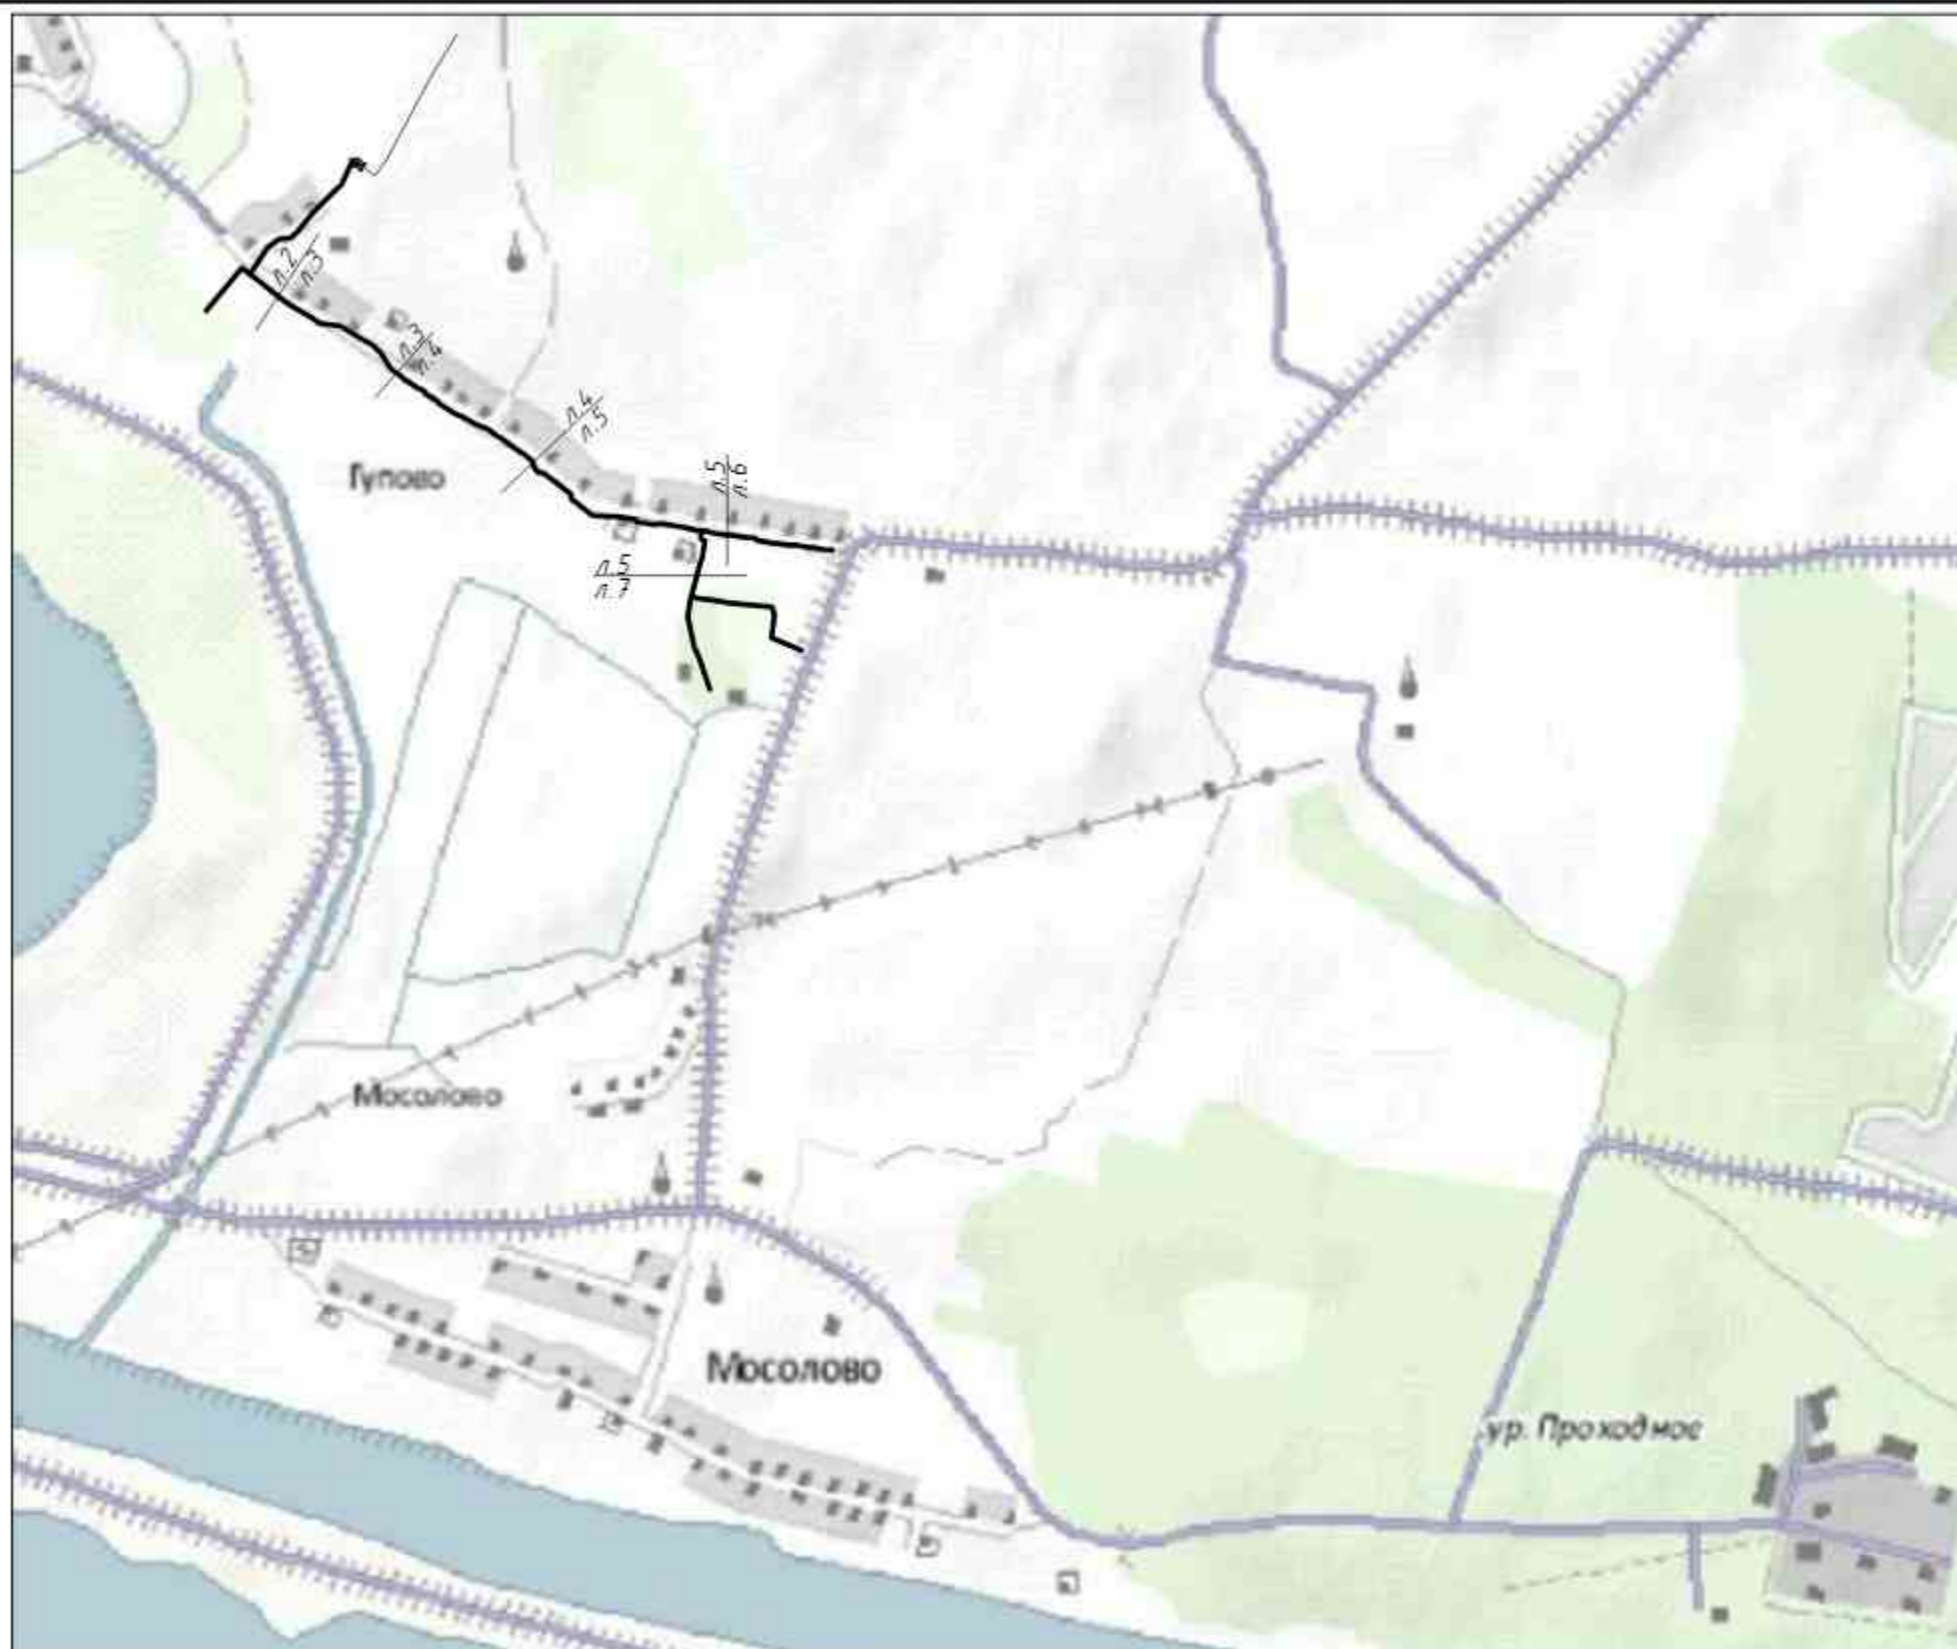 л.2
л.3
л.3
л.4
л.4
л.5
Гупово
л.5
л.6
л.5
л.7
Мосолово
Мосолово
ур. Проходное